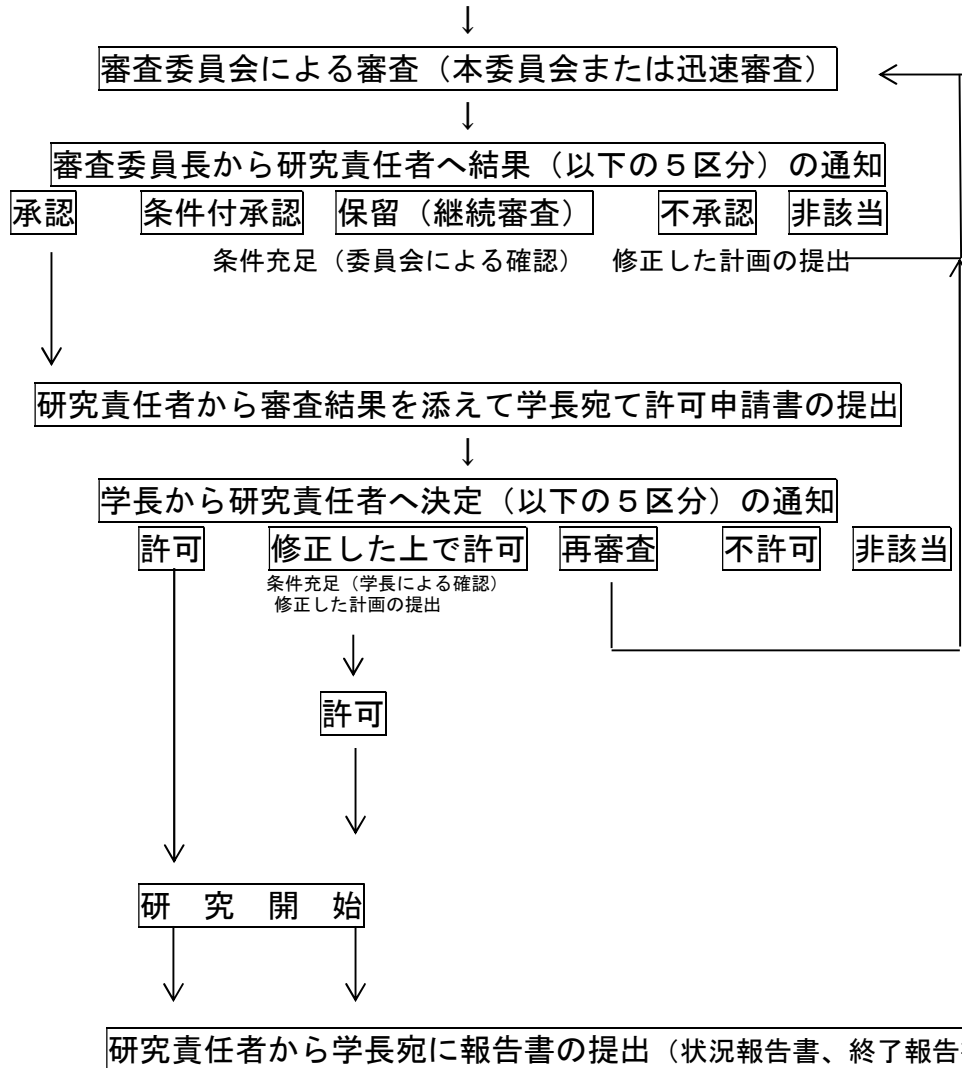 ↓
審査委員会による審査（本委員会または迅速審査）
↓
審査委員長から研究責任者へ結果（以下の５区分）の通知
承認 条件付承認 保留（継続審査） 不承認 非該当
条件充足（委員会による確認） 修正した計画の提出
研究責任者から審査結果を添えて学長宛て許可申請書の提出
↓
学長から研究責任者へ決定（以下の５区分）の通知
許可 修正した上で許可 再審査 不許可 非該当
条件充足（学長による確認）
修正した計画の提出
許可
研 究 開 始
研究責任者から学長宛に報告書の提出（状況報告書、終了報告